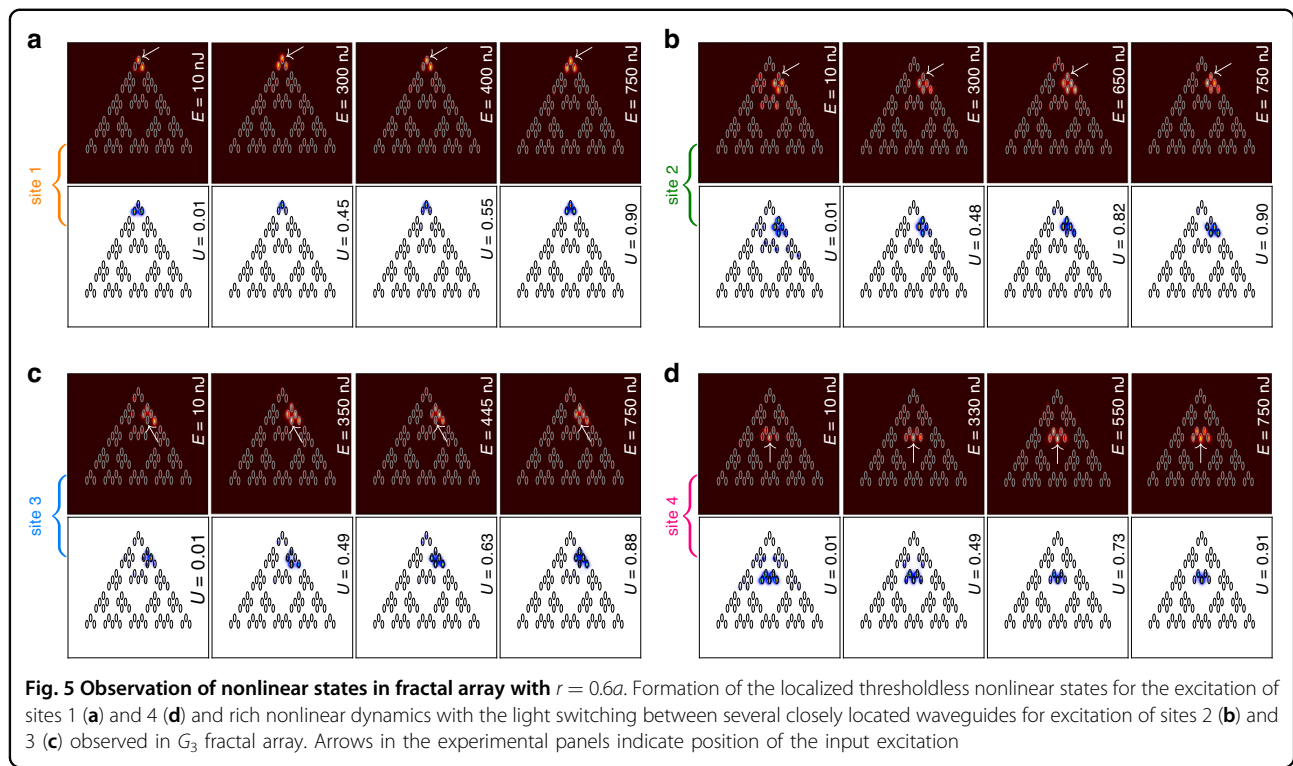 a
site 1
E = 10 nJ
E = 300 nJ
E = 400 nJ
E = 750 nJ
U = 0.01
U = 0.45
U = 0.55
U = 0.90
b
site 2
E = 10 nJ
E = 300 nJ
E = 650 nJ
E = 750 nJ
U = 0.01
U = 0.48
U = 0.82
U = 0.90
c
site 3
E = 10 nJ
E = 350 nJ
E = 445 nJ
E = 750 nJ
U = 0.01
U = 0.49
U = 0.63
U = 0.88
d
site 4
E = 10 nJ
E = 330 nJ
E = 550 nJ
E = 750 nJ
U = 0.01
U = 0.49
U = 0.73
U = 0.91
Fig. 5 Observation of nonlinear states in fractal array with r = 0.6a. Formation of the localized thresholdless nonlinear states for the excitation of
sites 1 (a) and 4 (d) and rich nonlinear dynamics with the light switching between several closely located waveguides for excitation of sites 2 (b) and
3 (c) observed in G₃ fractal array. Arrows in the experimental panels indicate position of the input excitation